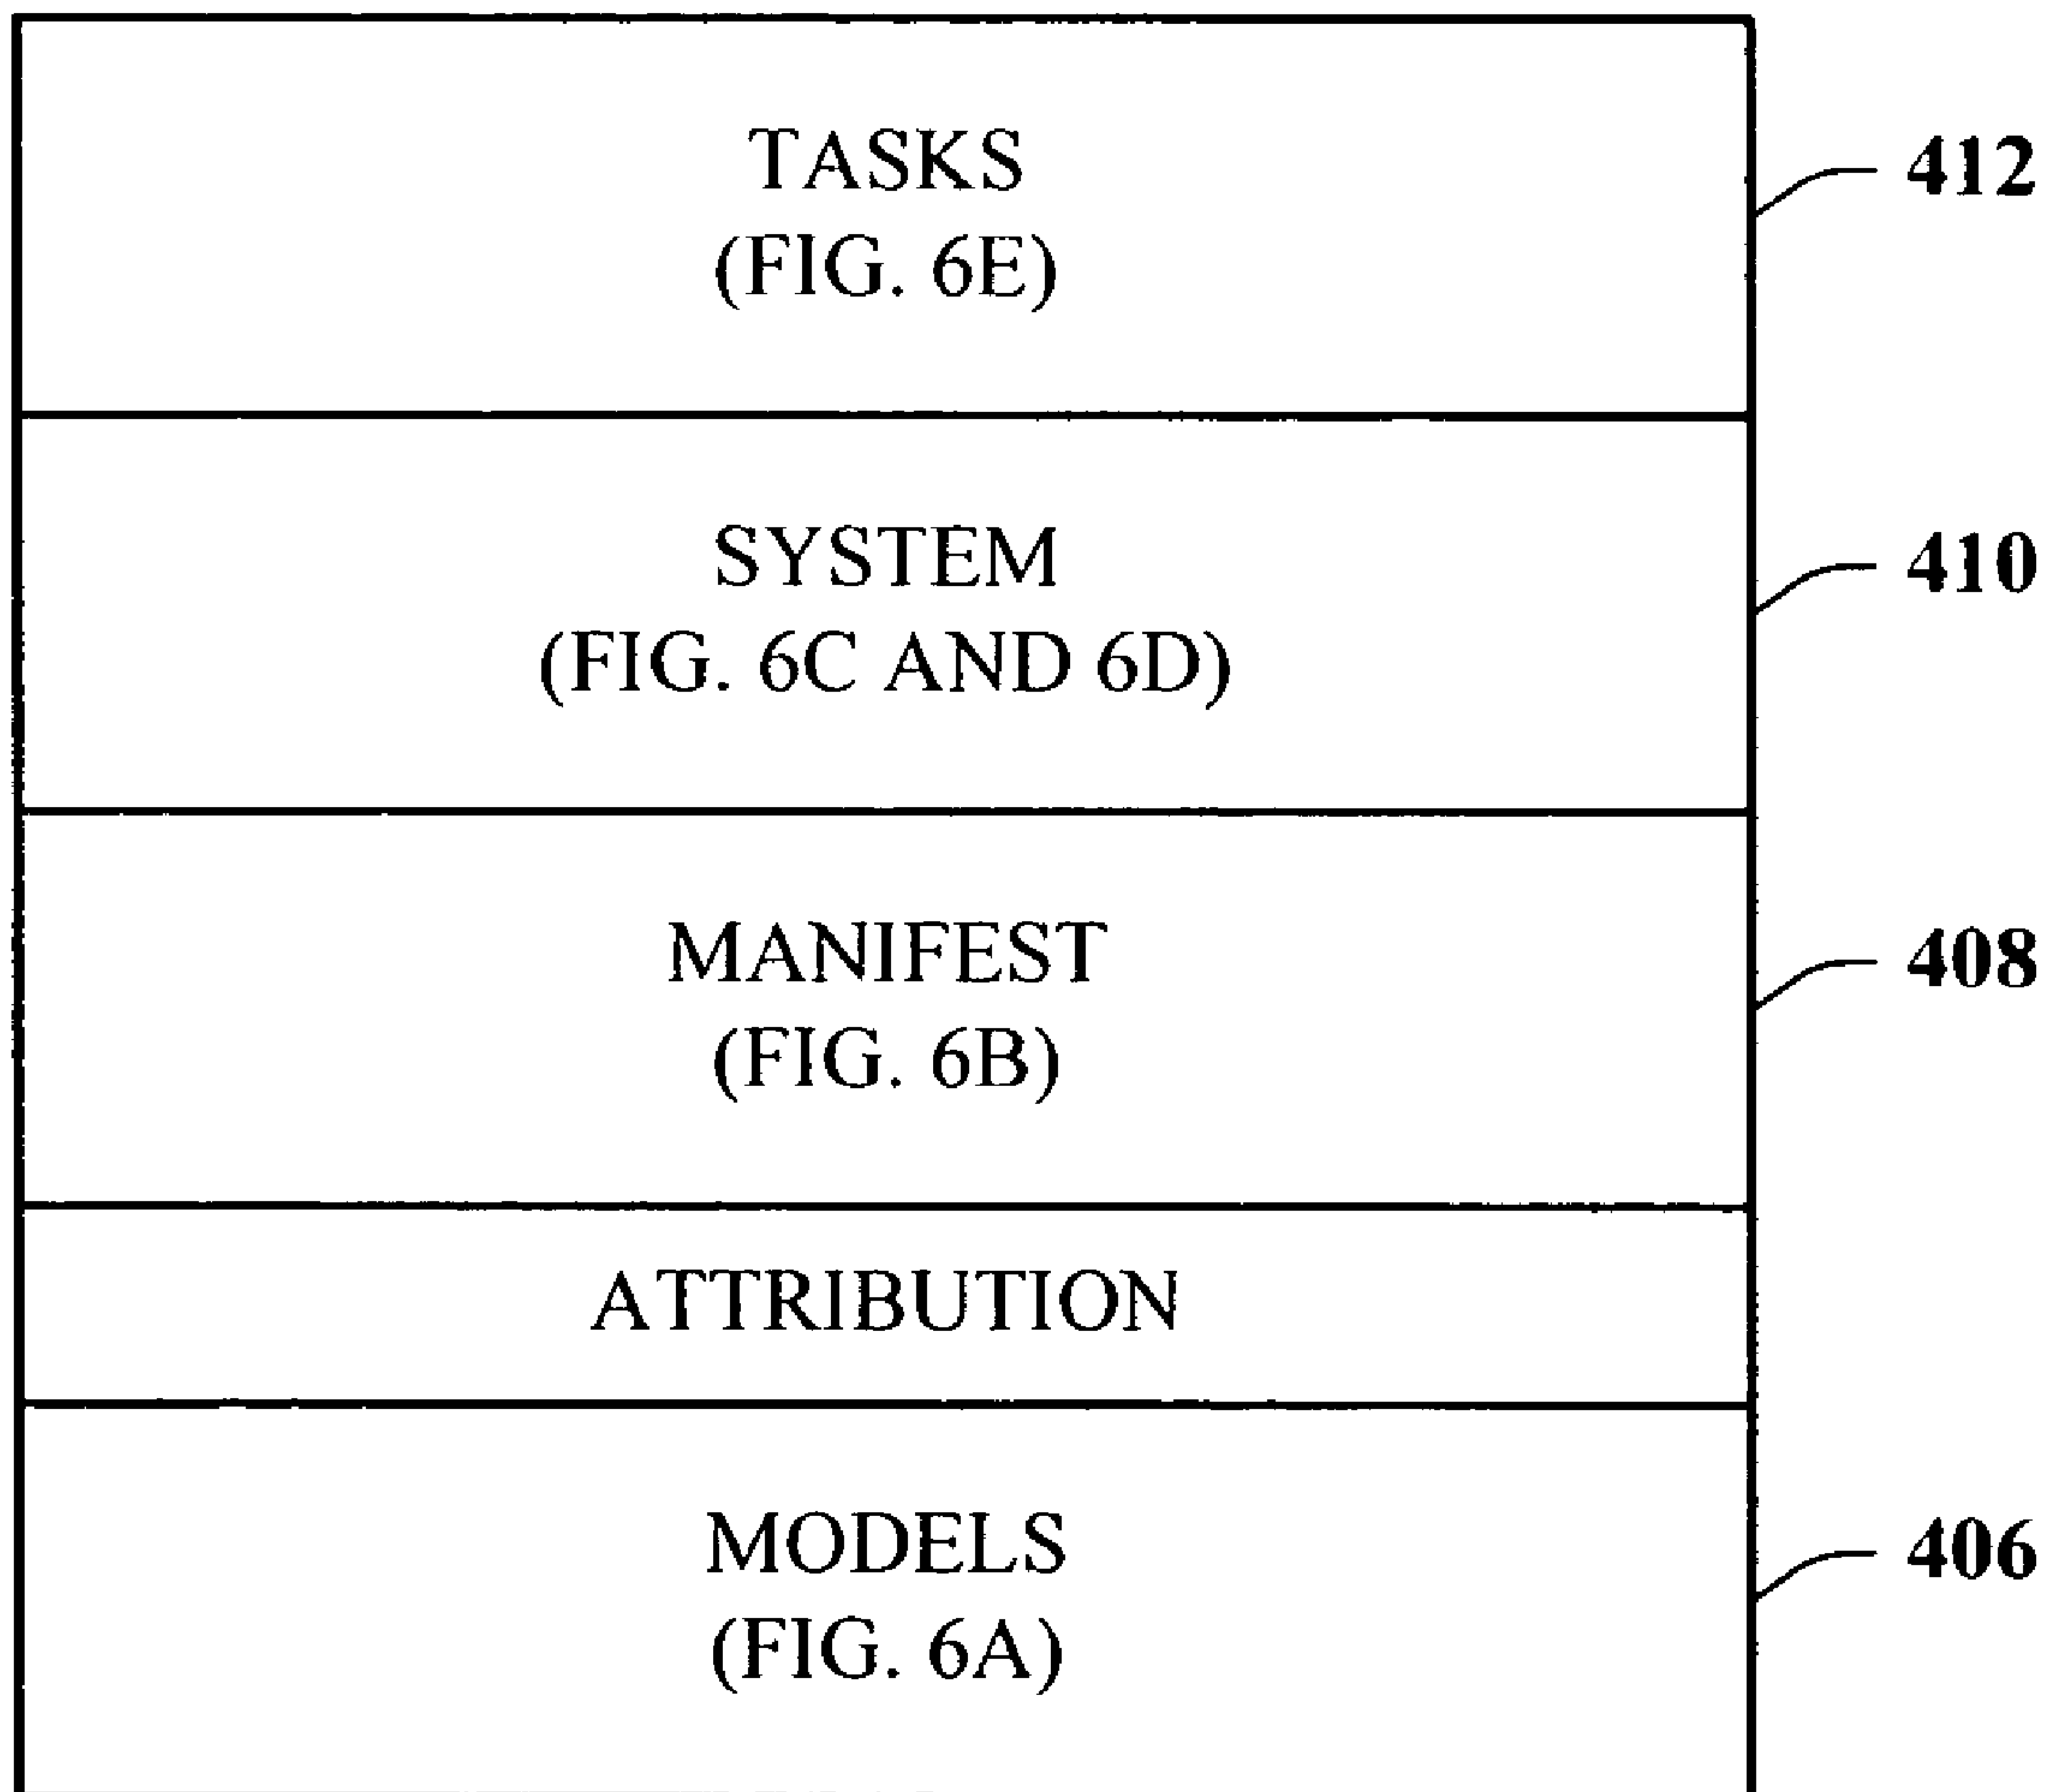 TASKS
(FIG. 6E)
412
SYSTEM
(FIG. 6C AND 6D)
410
MANIFEST
(FIG. 6B)
408
ATTRIBUTION
MODELS
(FIG. 6A)
406